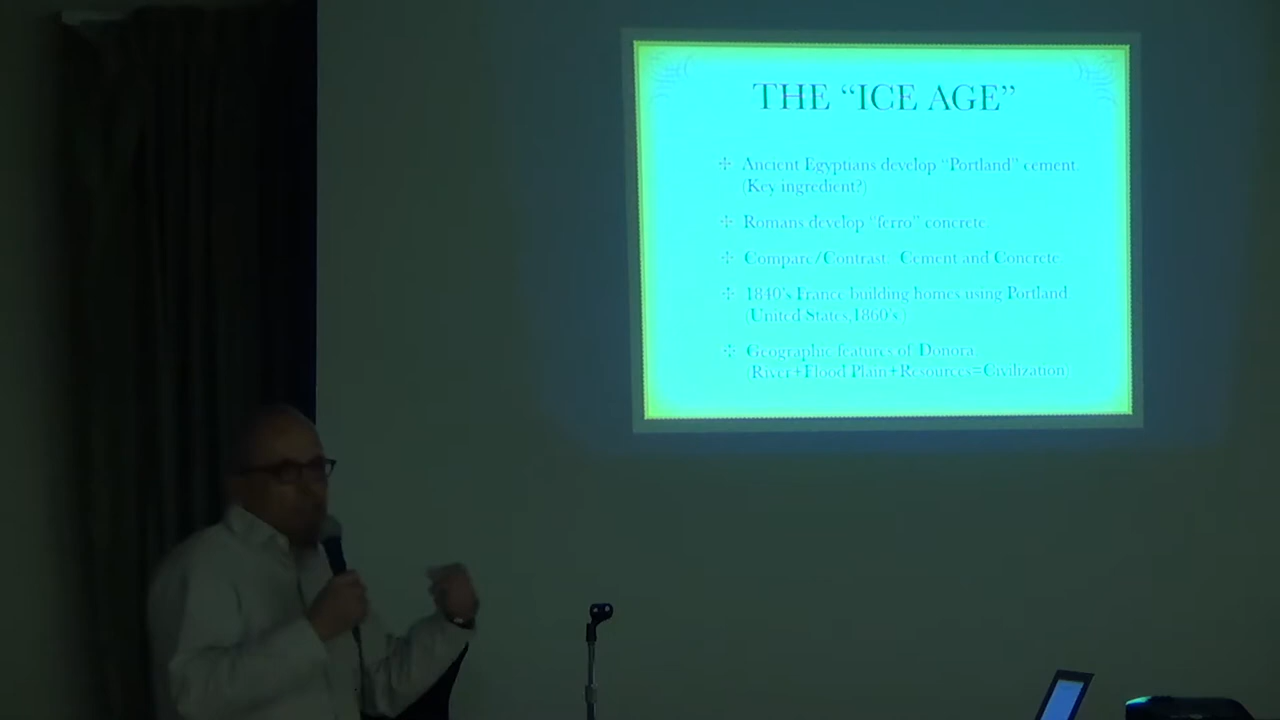 THE “ICE AGE”
Ancient Egyptians develop “Portland” cement.
(Key ingredient?)
Romans develop “ferro” concrete.
Compare/Contrast: Cement and Concrete.
1840’s France building homes using Portland
(United States,1860’s.)
Geographic features of Donora
(River+Flood Plain+Resources=Civilization)